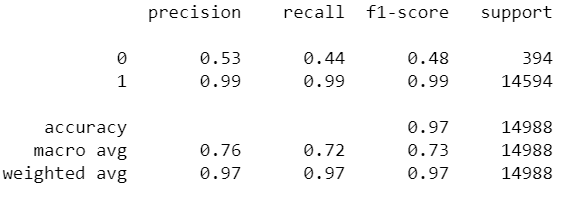 precision recall f1-score support
0 0.53 0.44 0.48 394
1 0.99 0.99 0.99 14594
accuracy 0.97 14988
macro avg 0.76 0.72 0.73 14988
weighted avg 0.97 0.97 0.97 14988